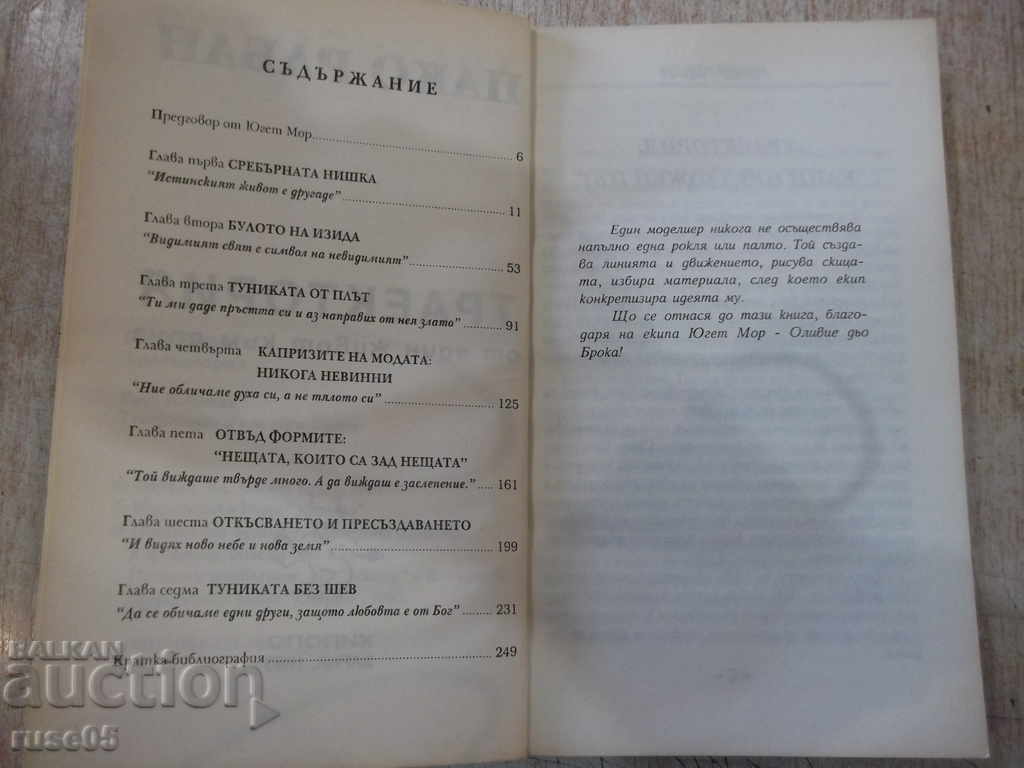 СЪДЪРЖАНИЕ
Предговор от Югет Мор..........6
Глава първа СРЕБЪРНАТА НИШКА
"Истинският живот е другаде" ..........11
Глава втора БУЛОТО НА ИЗИДА
"Видимият свят е символ на невидимият" ..........53
Глава трета ТУНИКАТА ОТ ПЛЪТ
"Ти ми даде пръстта си и аз направих от нея злато" ..........91
Глава четвърта КАПРИЗИТЕ НА МОДАТА:
НИКОГА НЕВИННИ
"Ние обличаме духа си, а не тялото си" ..........125
Глава пета ОТВЪД ФОРМИТЕ:
"НЕЩАТА, КОИТО СА ЗАД НЕЩАТА"
"Той виждаше твърде много. А да виждаш е заслепение." ..... 161
Глава шеста ОТКЪСВАНЕТО И ПРЕСЪЗДАВАНЕТО
"И видях ново небе и нова земя" ..........199
Глава седма ТУНИКАТА БЕЗ ШЕВ
"Да се обичаме едни други, защото любовта е от Бог" ........ 231
Кратка библиография ..........249
Един моделиер никога не осъществява
напълно една рокля или палто. Той създа-
ва линията и движението, рисува скица-
та, избира материала, след което екип
конкретизира идеята му.
Що се отнася до тази книга, благо-
даря на екипа Югет Мор - Оливие дьо
Брока!
BALKAN
auction
ruse05